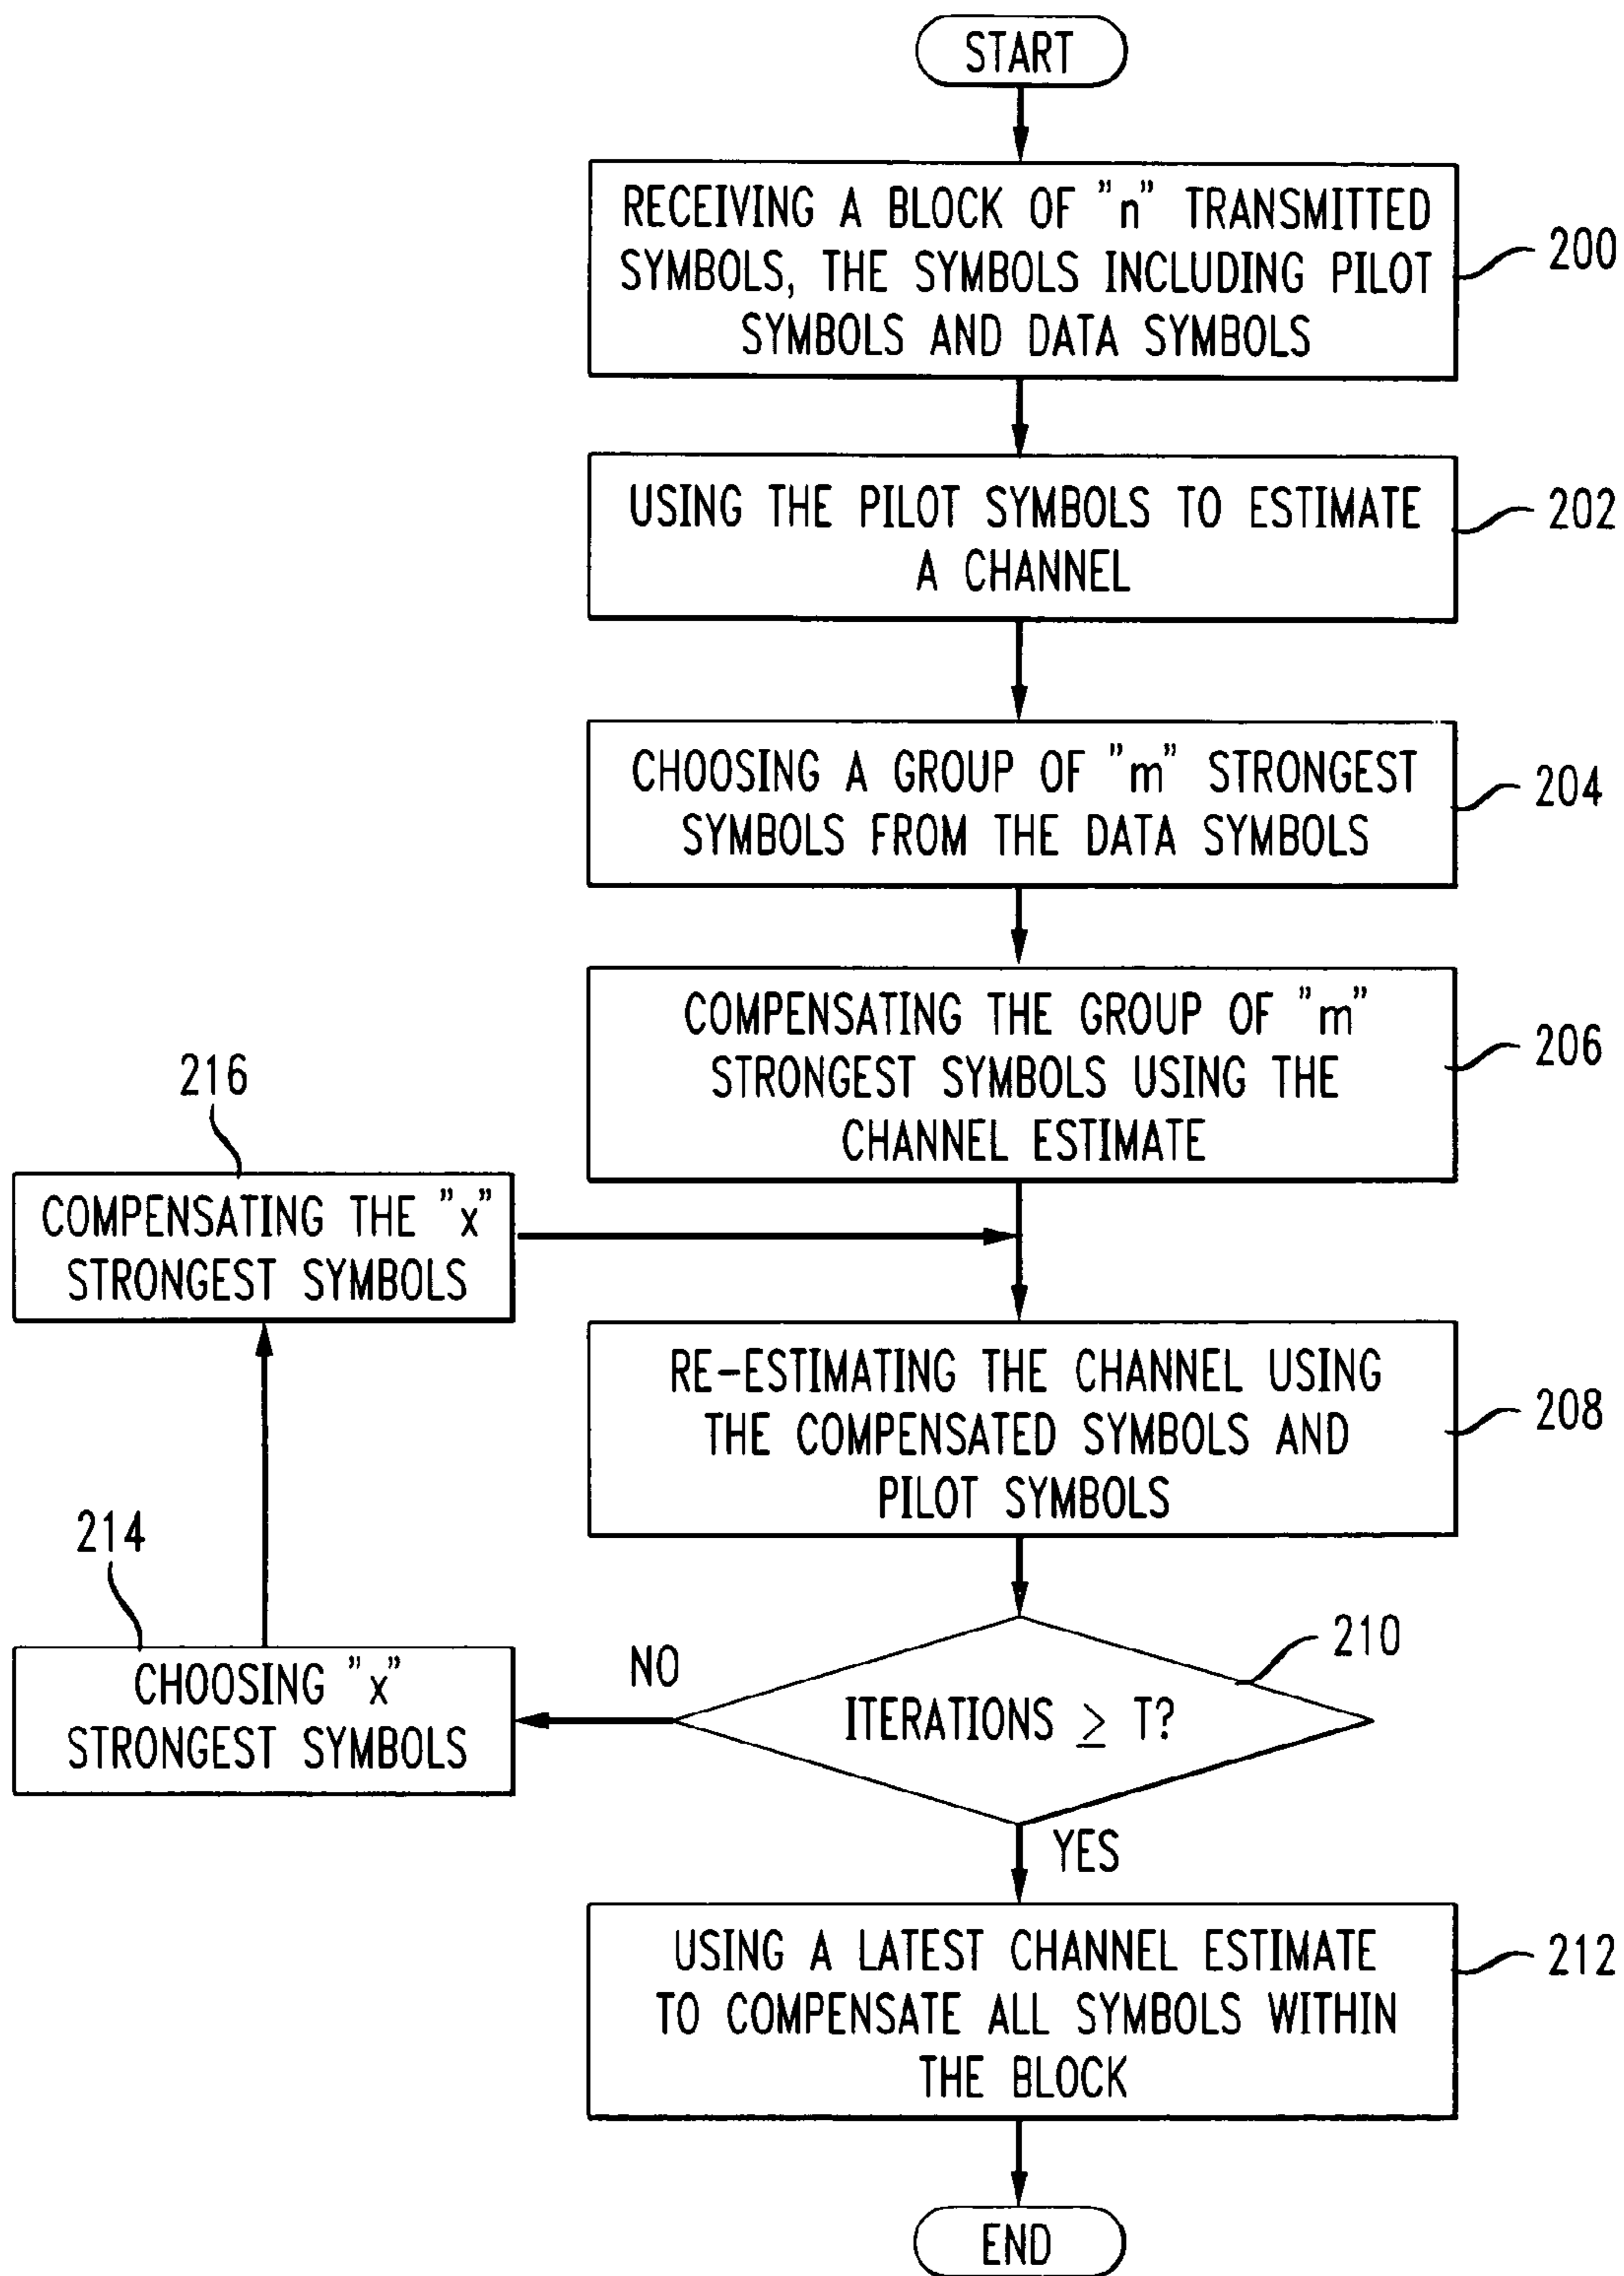 START
RECEIVING A BLOCK OF "n" TRANSMITTED
SYMBOLS, THE SYMBOLS INCLUDING PILOT
SYMBOLS AND DATA SYMBOLS
200
USING THE PILOT SYMBOLS TO ESTIMATE
A CHANNEL
202
CHOOSING A GROUP OF "m" STRONGEST
SYMBOLS FROM THE DATA SYMBOLS
204
COMPENSATING THE GROUP OF "m"
STRONGEST SYMBOLS USING THE
CHANNEL ESTIMATE
206
216
COMPENSATING THE "x"
STRONGEST SYMBOLS
RE-ESTIMATING THE CHANNEL USING
THE COMPENSATED SYMBOLS AND
PILOT SYMBOLS
208
214
CHOOSING "x"
STRONGEST SYMBOLS
NO
ITERATIONS ≥ T?
210
YES
USING A LATEST CHANNEL ESTIMATE
TO COMPENSATE ALL SYMBOLS WITHIN
THE BLOCK
212
END